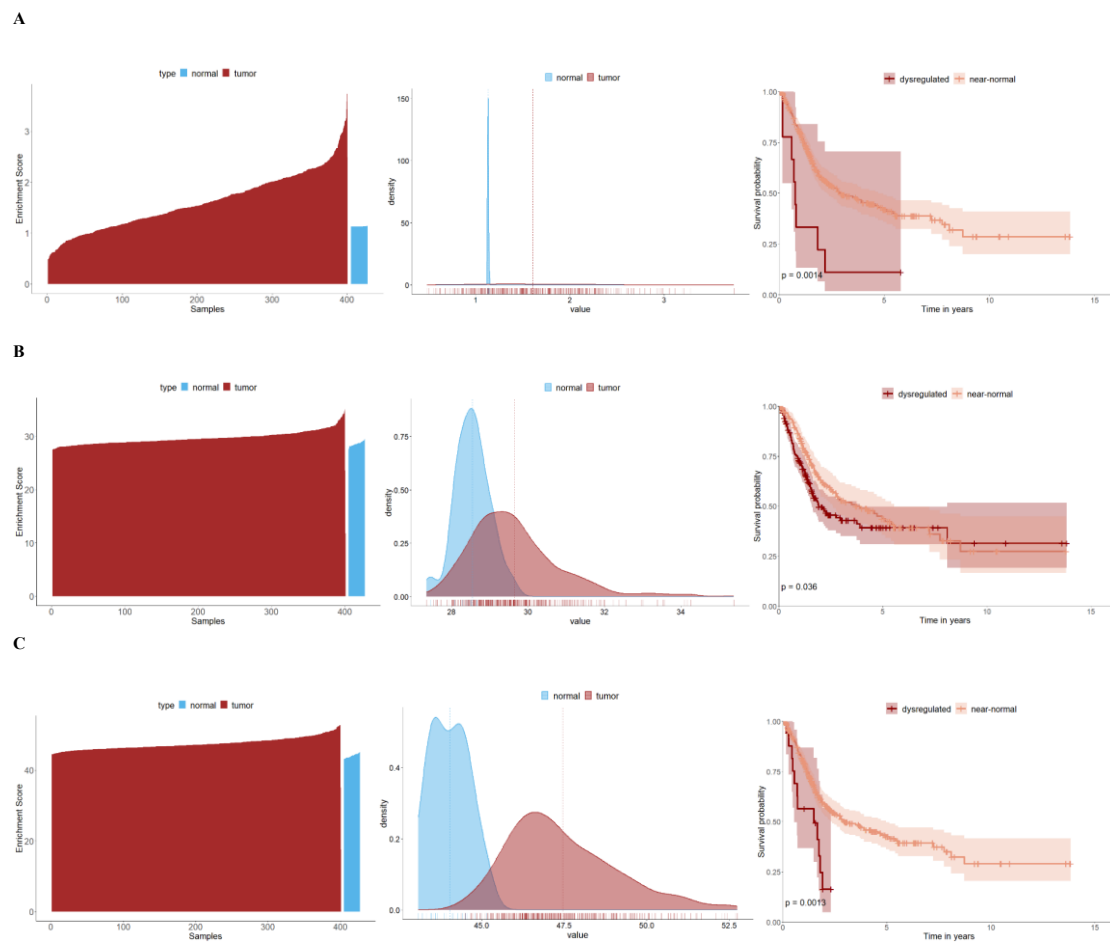 A
type normal tumor
Enrichment Score
3
2
1
0
0 100 200 300 400
Samples
normal tumor
density
150
100
50
0
1 2 3
value
dysregulated near-normal
Survival probability
1.00
0.75
0.50
0.25
0.00
p = 0.0014
0 5 10 15
Time in years
B
type normal tumor
Enrichment Score
30
20
10
0
0 100 200 300 400
Samples
normal tumor
density
0.75
0.50
0.25
0.00
28 30 32 34
value
dysregulated near-normal
Survival probability
1.00
0.75
0.50
0.25
0.00
p = 0.036
0 5 10 15
Time in years
C
type normal tumor
Enrichment Score
40
20
0
0 100 200 300 400
Samples
normal tumor
density
0.4
0.2
0.0
45.0 47.5 50.0 52.5
value
dysregulated near-normal
Survival probability
1.00
0.75
0.50
0.25
0.00
p = 0.0013
0 5 10 15
Time in years